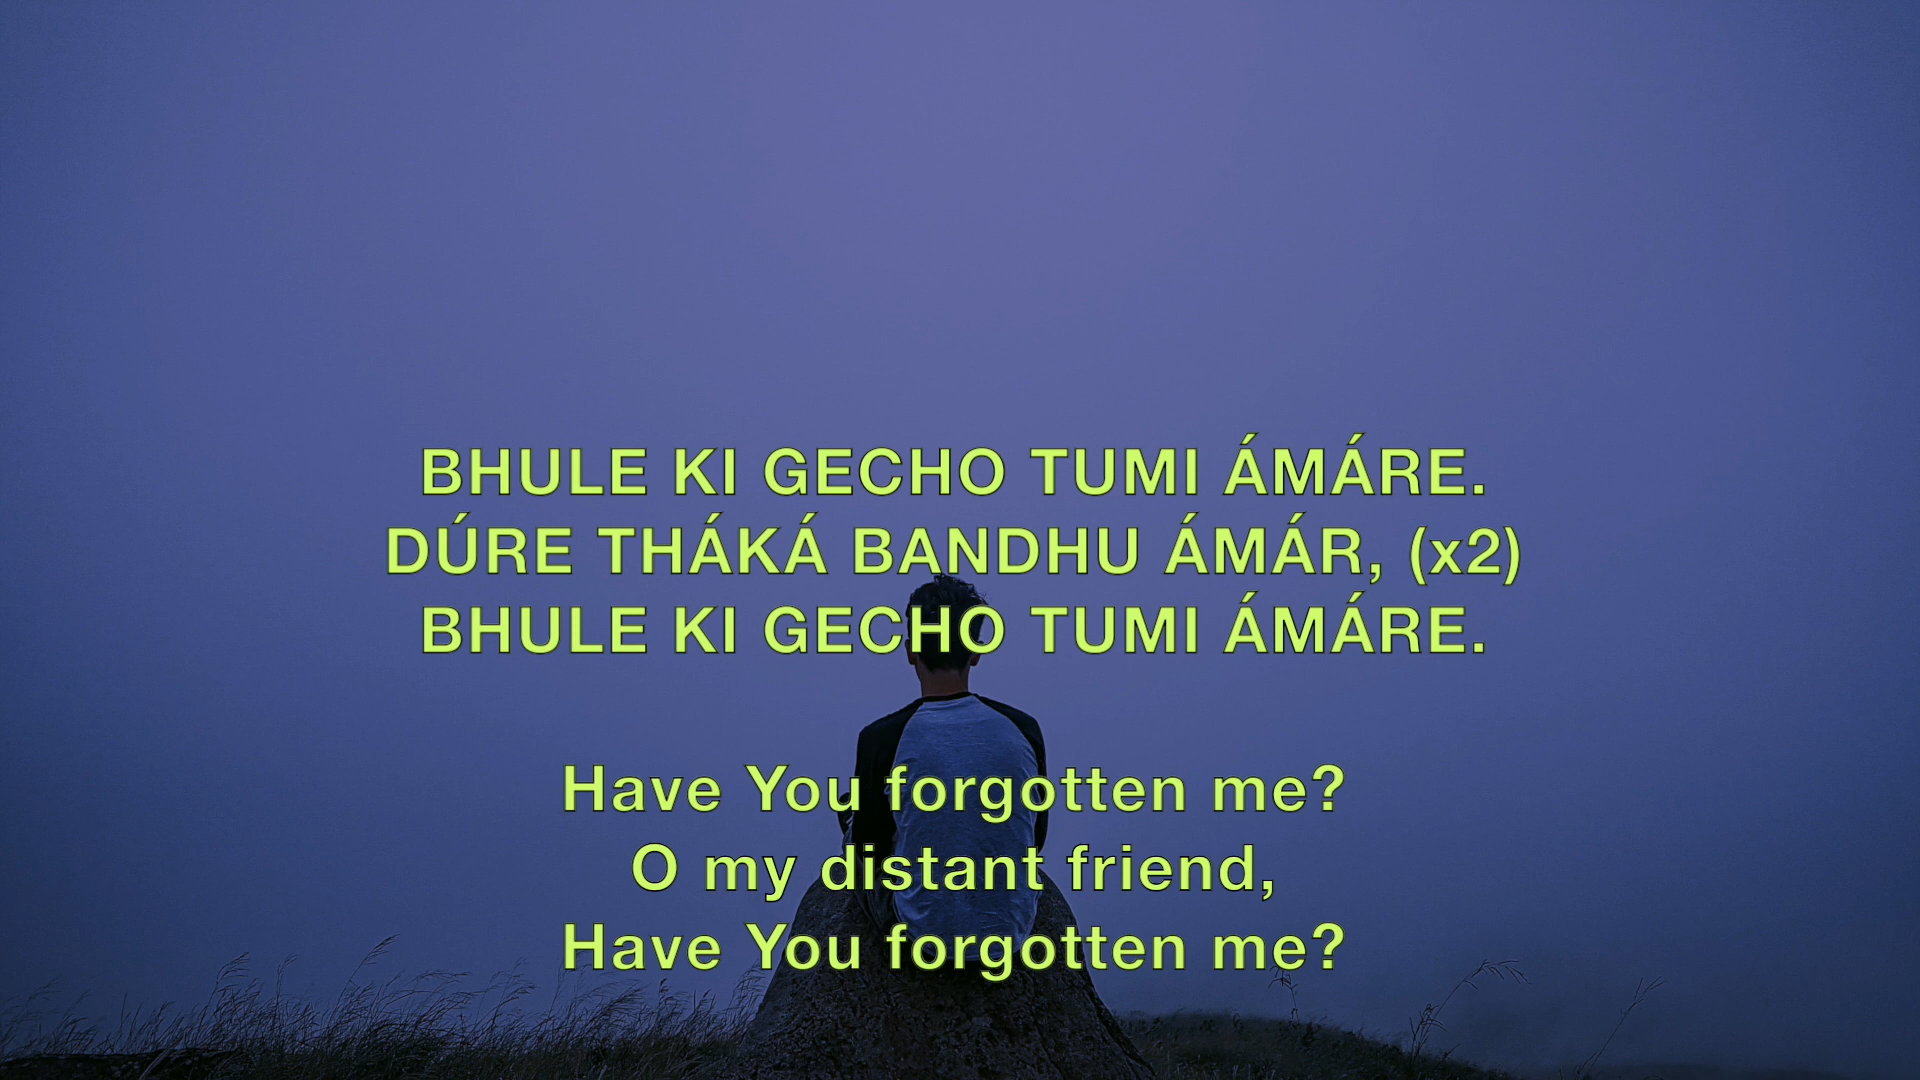 BHULE KI GECHO TUMI ÁMÁRE.
DÚRE THÁKÁ BANDHU ÁMÁR, (x2)
BHULE KI GECHO TUMI ÁMÁRE.
Have You forgotten me?
O my distant friend,
Have You forgotten me?